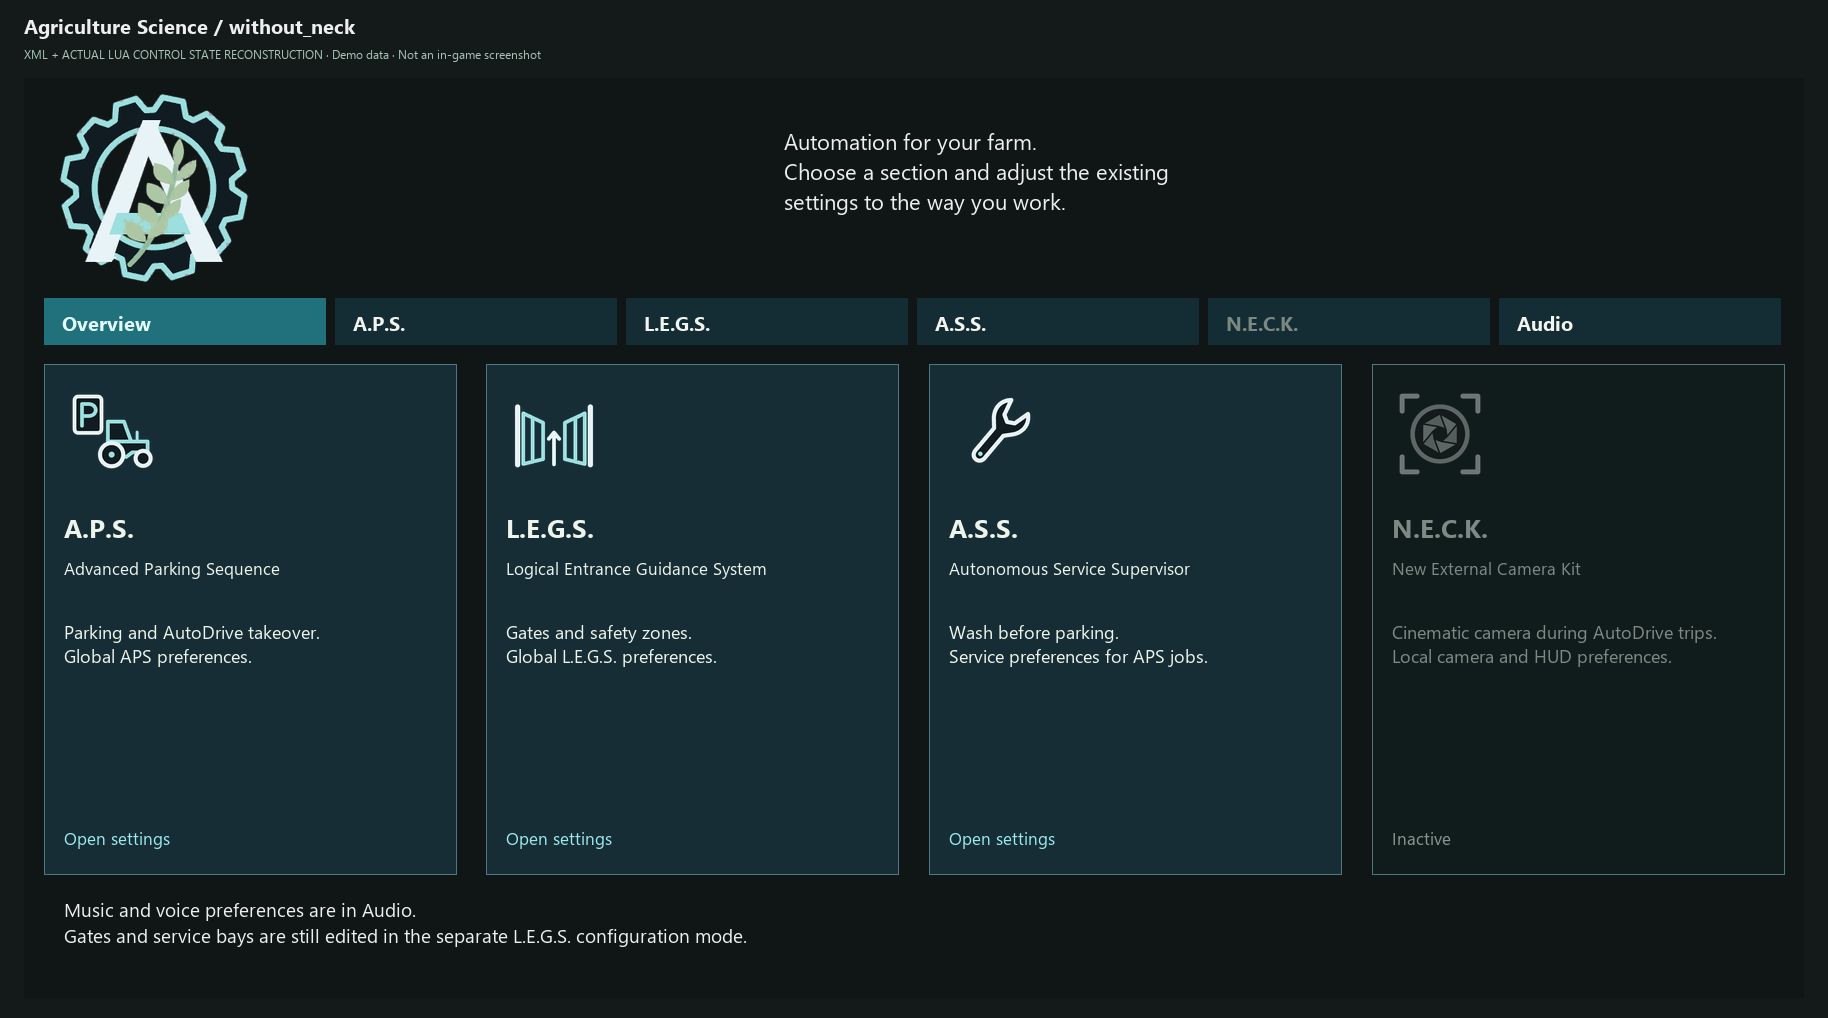 Agriculture Science / without_neck
XML + ACTUAL LUA CONTROL STATE RECONSTRUCTION · Demo data · Not an in-game screenshot
A
Automation for your farm.
Choose a section and adjust the existing
settings to the way you work.
Overview
A.P.S.
L.E.G.S.
A.S.S.
N.E.C.K.
Audio
P
A.P.S.
Advanced Parking Sequence
Parking and AutoDrive takeover.
Global APS preferences.
Open settings
L.E.G.S.
Logical Entrance Guidance System
Gates and safety zones.
Global L.E.G.S. preferences.
Open settings
A.S.S.
Autonomous Service Supervisor
Wash before parking.
Service preferences for APS jobs.
Open settings
N.E.C.K.
New External Camera Kit
Cinematic camera during AutoDrive trips.
Local camera and HUD preferences.
Inactive
Music and voice preferences are in Audio.
Gates and service bays are still edited in the separate L.E.G.S. configuration mode.